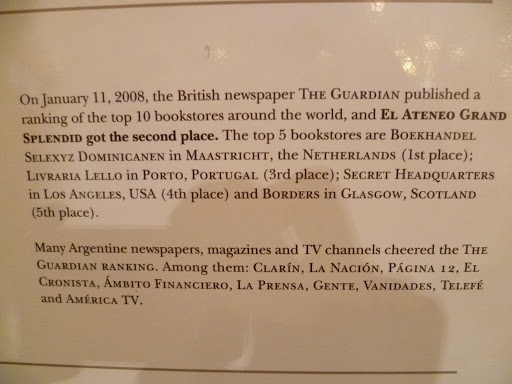 On January 11, 2008, the British newspaper THE GUARDIAN published a
ranking of the top 10 bookstores around the world, and EL ATENEO GRAND
SPLENDID got the second place. The top 5 bookstores are BOEKHANDEL
SELEXYZ DOMINICANEN in MAASTRICHT, the NETHERLANDS (1st place);
LIVRARIA LELLO in PORTO, PORTUGAL (3rd place); SECRET HEADQUARTERS
in LOS ANGELES, USA (4th place) and BORDERS in GLASGOW, SCOTLAND
(5th place).
Many Argentine newspapers, magazines and TV channels cheered the THE
GUARDIAN RANKING. Among them: CLARÍN, LA NACIÓN, PÁGINA 12, EL
CRONISTA, ÁMBITO FINANCIERO, LA PRENSA, GENTE, VANIDADES, TELEFÉ
and AMÉRICA TV.